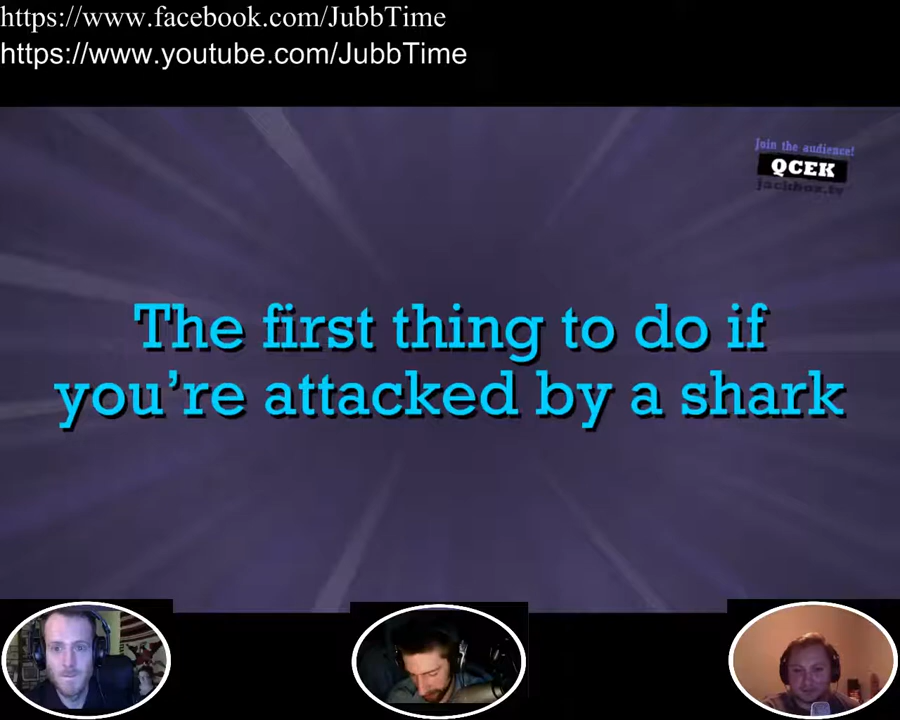 https://www.facebook.com/JubbTime
https://www.youtube.com/JubbTime
Join the audience!
QCEK
jackbox.tv
The first thing to do if
you're attacked by a shark